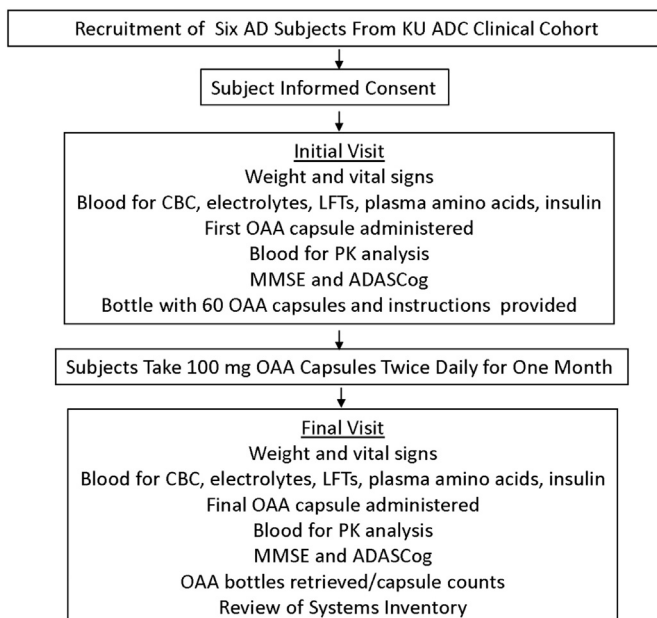 Recruitment of Six AD Subjects From KU ADC Clinical Cohort
Subject Informed Consent
Initial Visit
Weight and vital signs
Blood for CBC, electrolytes, LFTs, plasma amino acids, insulin
First OAA capsule administered
Blood for PK analysis
MMSE and ADASCog
Bottle with 60 OAA capsules and instructions provided
Subjects Take 100 mg OAA Capsules Twice Daily for One Month
Final Visit
Weight and vital signs
Blood for CBC, electrolytes, LFTs, plasma amino acids, insulin
Final OAA capsule administered
Blood for PK analysis
MMSE and ADASCog
OAA bottles retrieved/capsule counts
Review of Systems Inventory